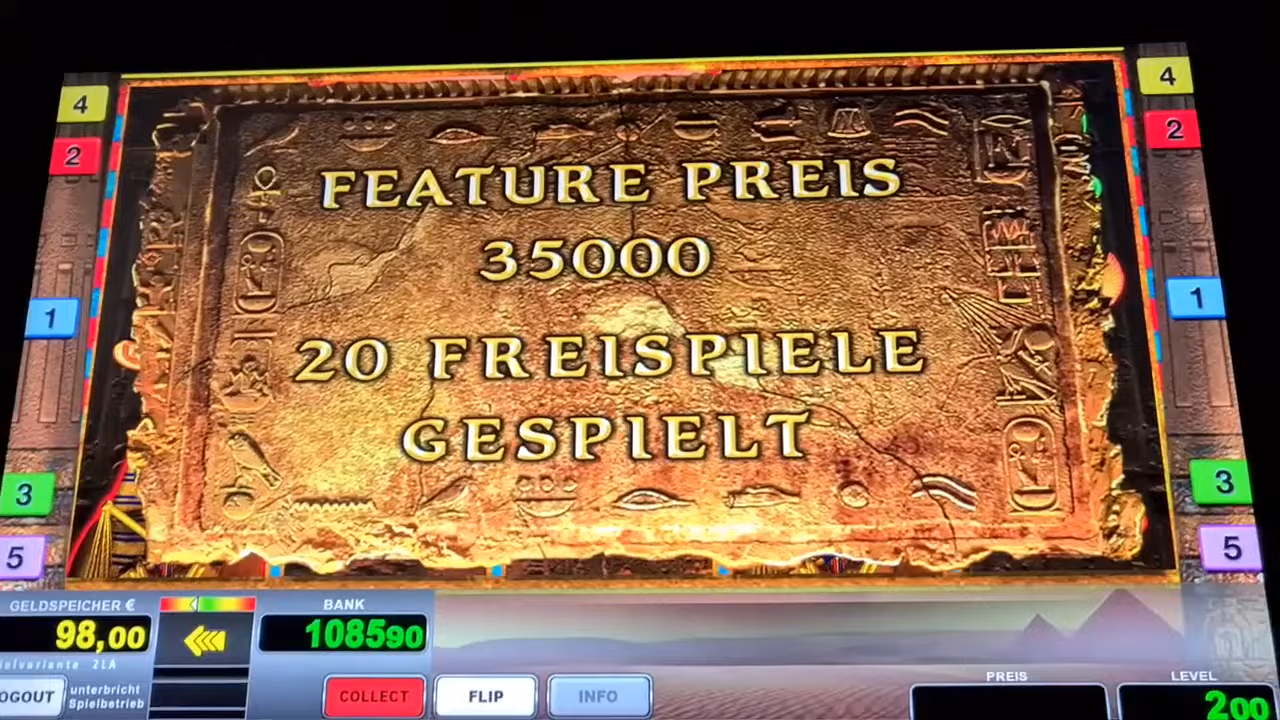 4
4
2
2
FEATURE PREIS
35000
1
1
20 FREISPIELE
GESPIELT
3
3
5
5
GELDSPEICHER €
BANK
98,00
108590
2LA
PREIS
LEVEL
OGOUT
unterbricht
Spielbetrieb
COLLECT
FLIP
INFO
200